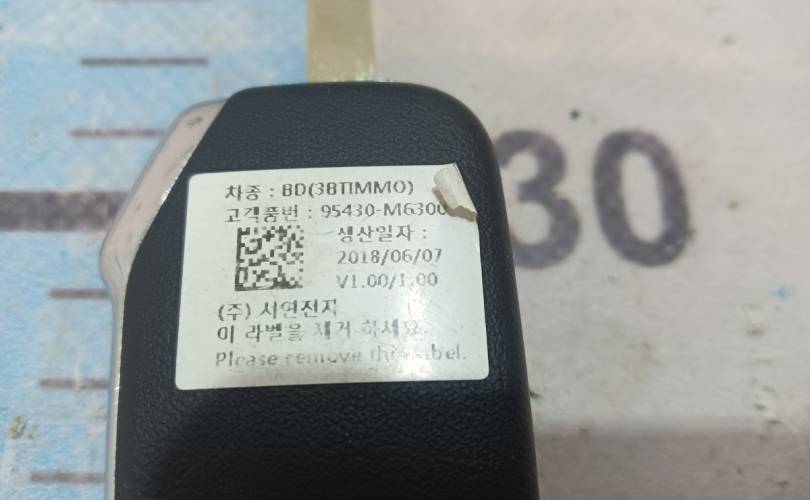 차종 : BD(3BTIMMO)
고객품번 : 95430-M6300
생산일자 :
2018/06/07
V1.00/1.00
(주) 서연전자
이 라벨을 제거 하세요.
Please remove this label.
30